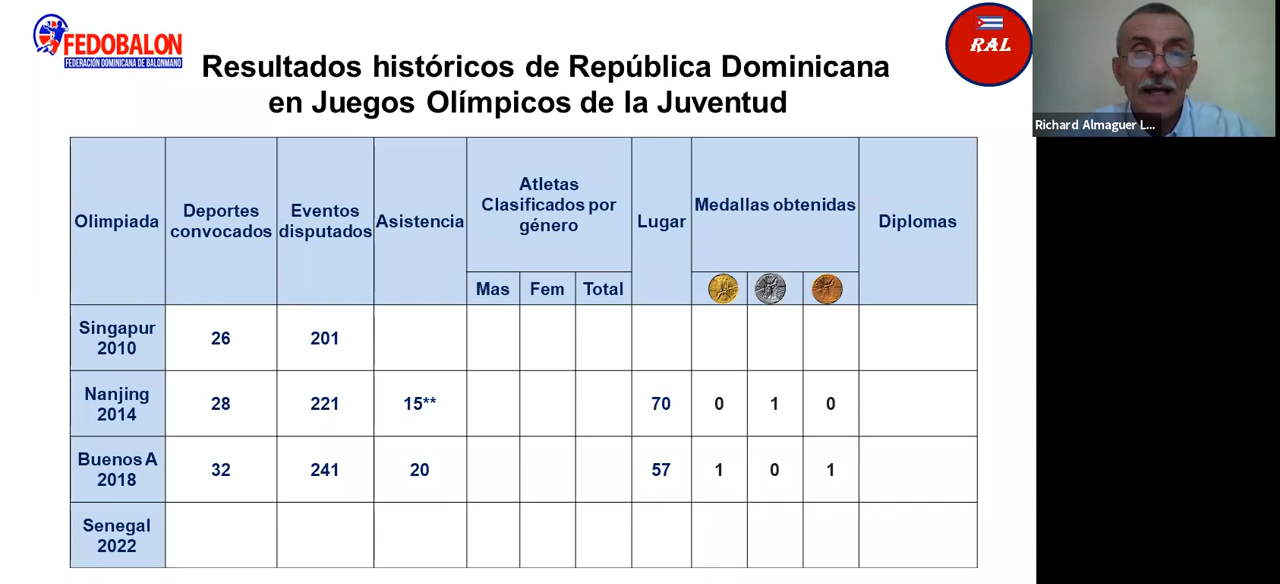 FEDOBALON
FEDERACIÓN DOMINICANA DE BALONMANO
Resultados históricos de República Dominicana
en Juegos Olímpicos de la Juventud
RAL
Richard Almaguer L...
Olimpiada
Deportes
convocados
Eventos
disputados
Asistencia
Atletas
Clasificados por
género
Lugar
Medallas obtenidas
Diplomas
Mas Fem Total
Singapur
2010
26 201
Nanjing
2014
28 221 15** 70 0 1 0
Buenos A
2018
32 241 20 57 1 0 1
Senegal
2022